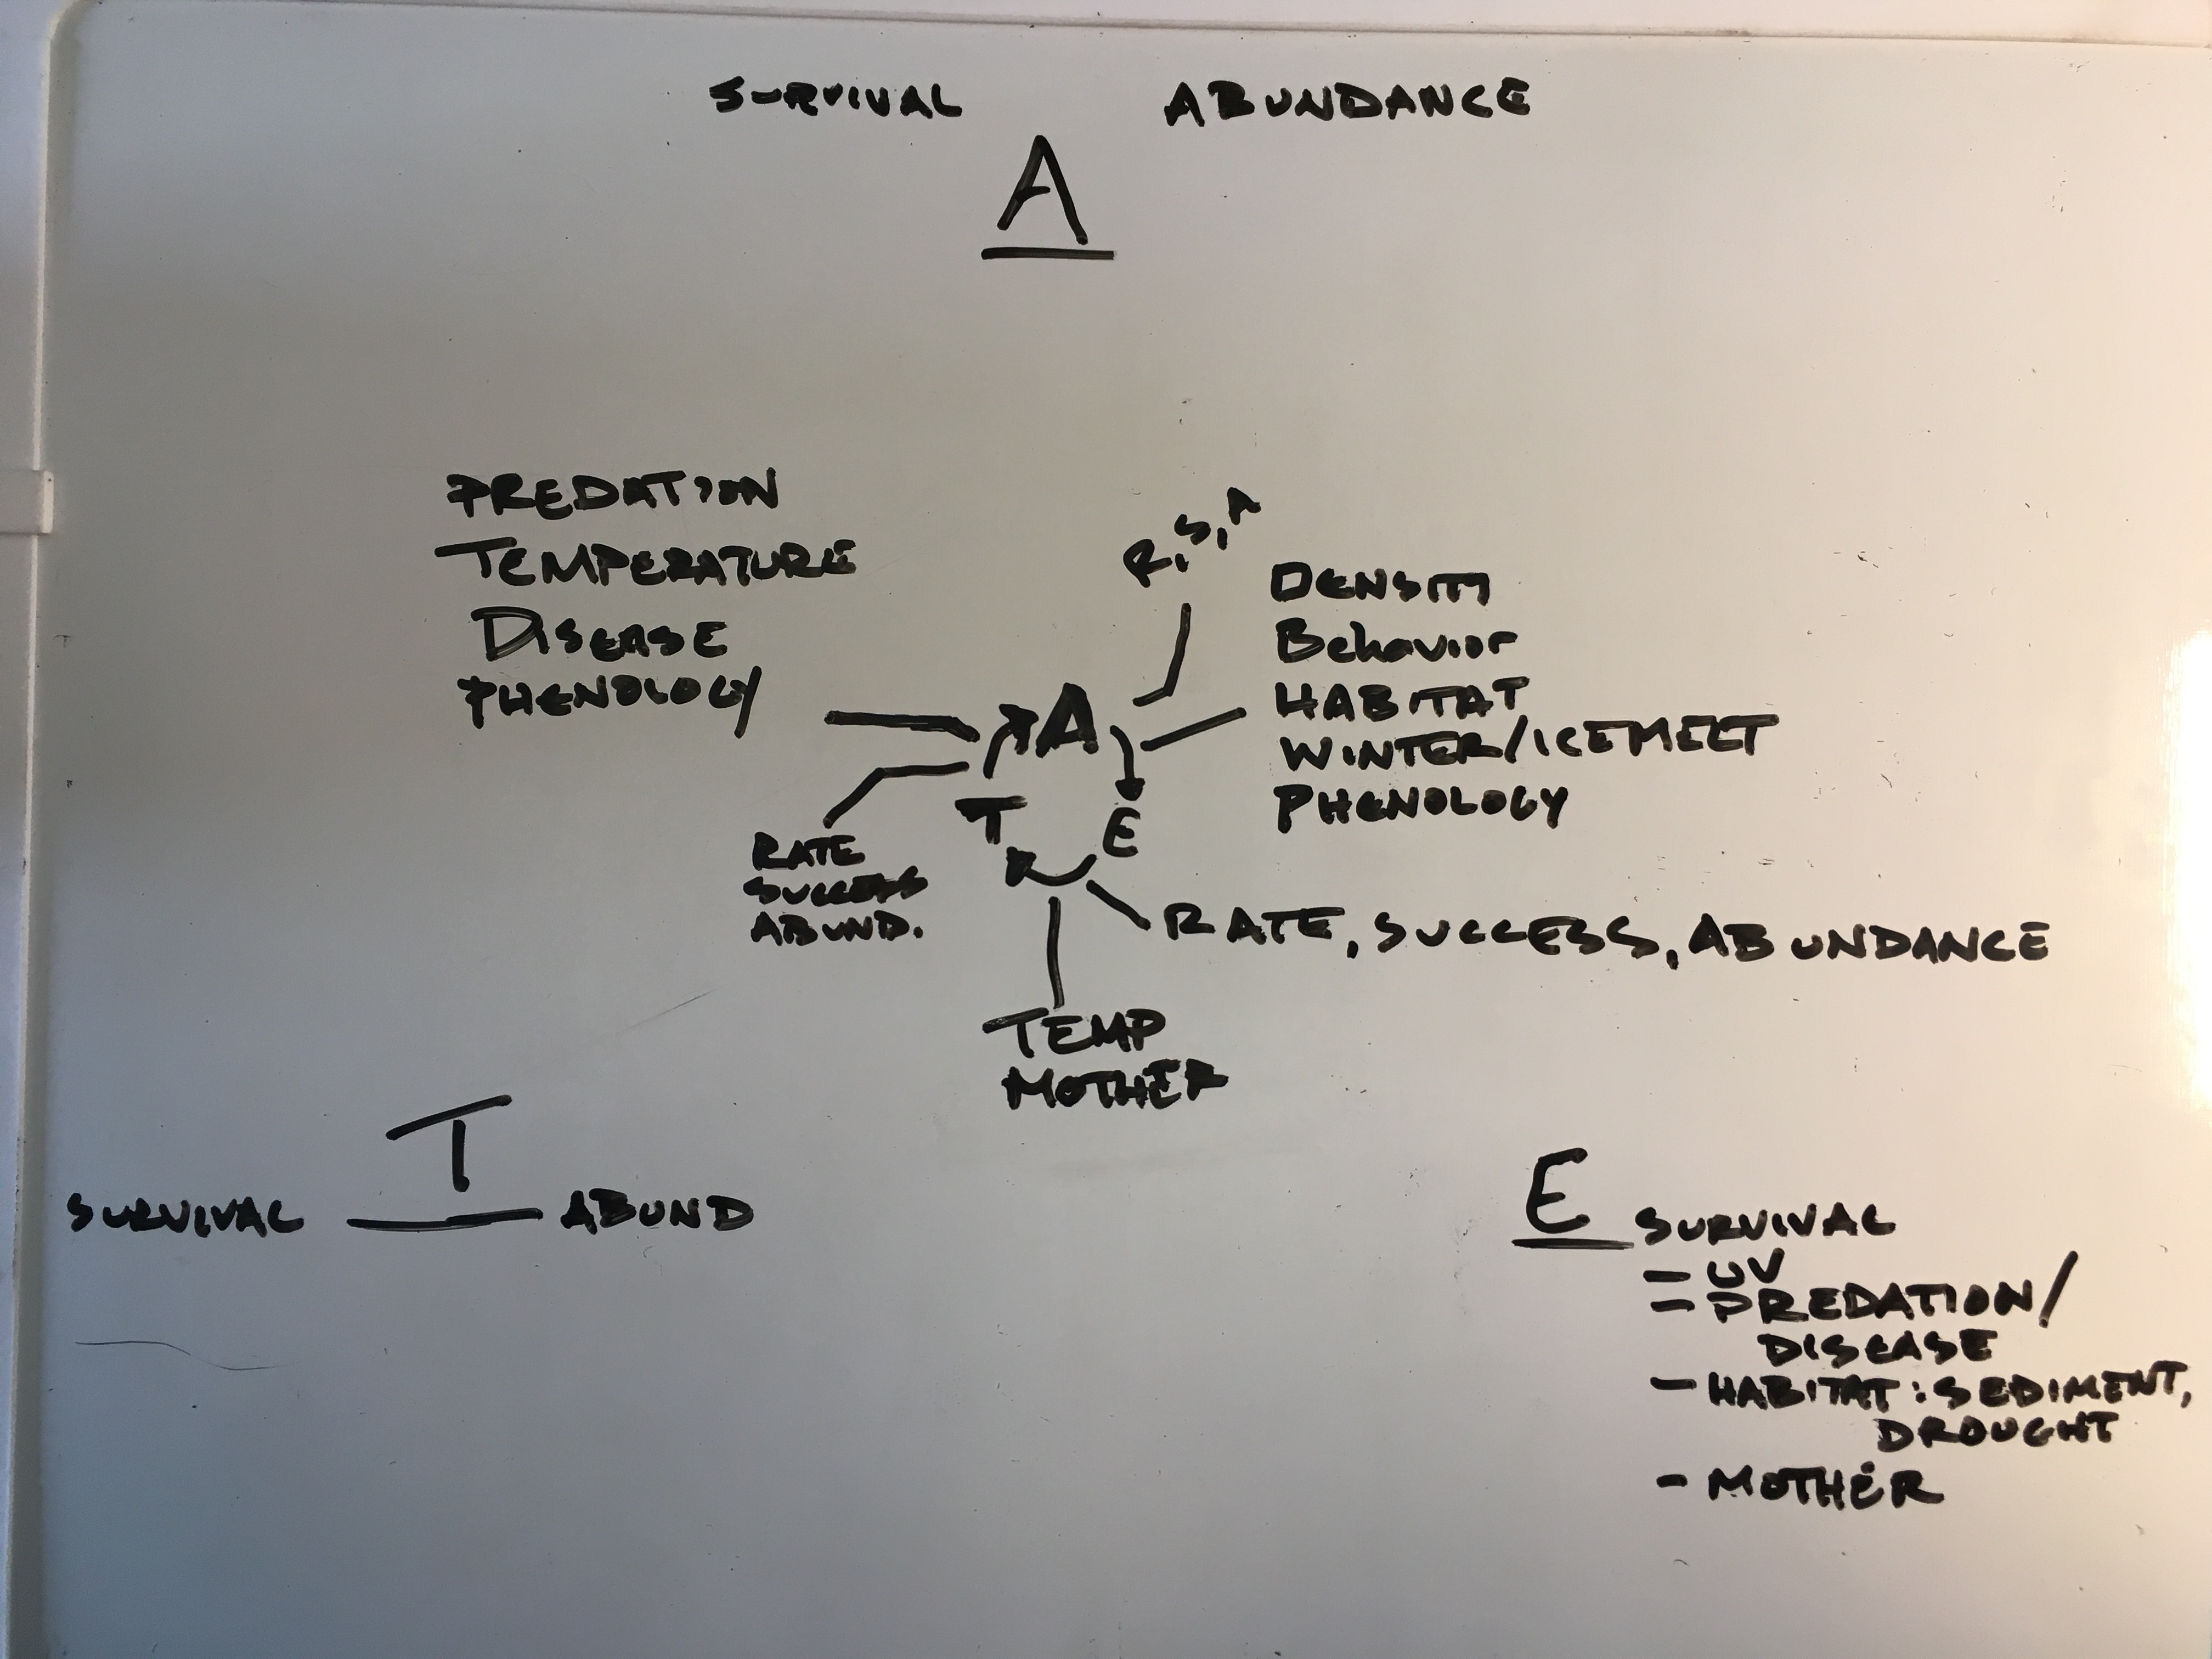 SURVIVAL ABUNDANCE
A
PREDATION
TEMPERATURE
DISEASE
PHENOLOGY
R, S, A
DENSITY
Behavior
HABITAT
WINTER/ICEMELT
PHENOLOGY
A
T E
RATE
SUCCESS
ABUND.
RATE, SUCCESS, ABUNDANCE
TEMP
MOTHER
T
SURVIVAL ABUND
E
SURVIVAL
- UV
- PREDATION/
DISEASE
- HABITAT: SEDIMENT,
DROUGHT
- MOTHER